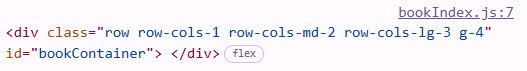 bookIndex.js:7
<div class="row row-cols-1 row-cols-md-2 row-cols-lg-3 g-4"
id="bookContainer"> </div> flex